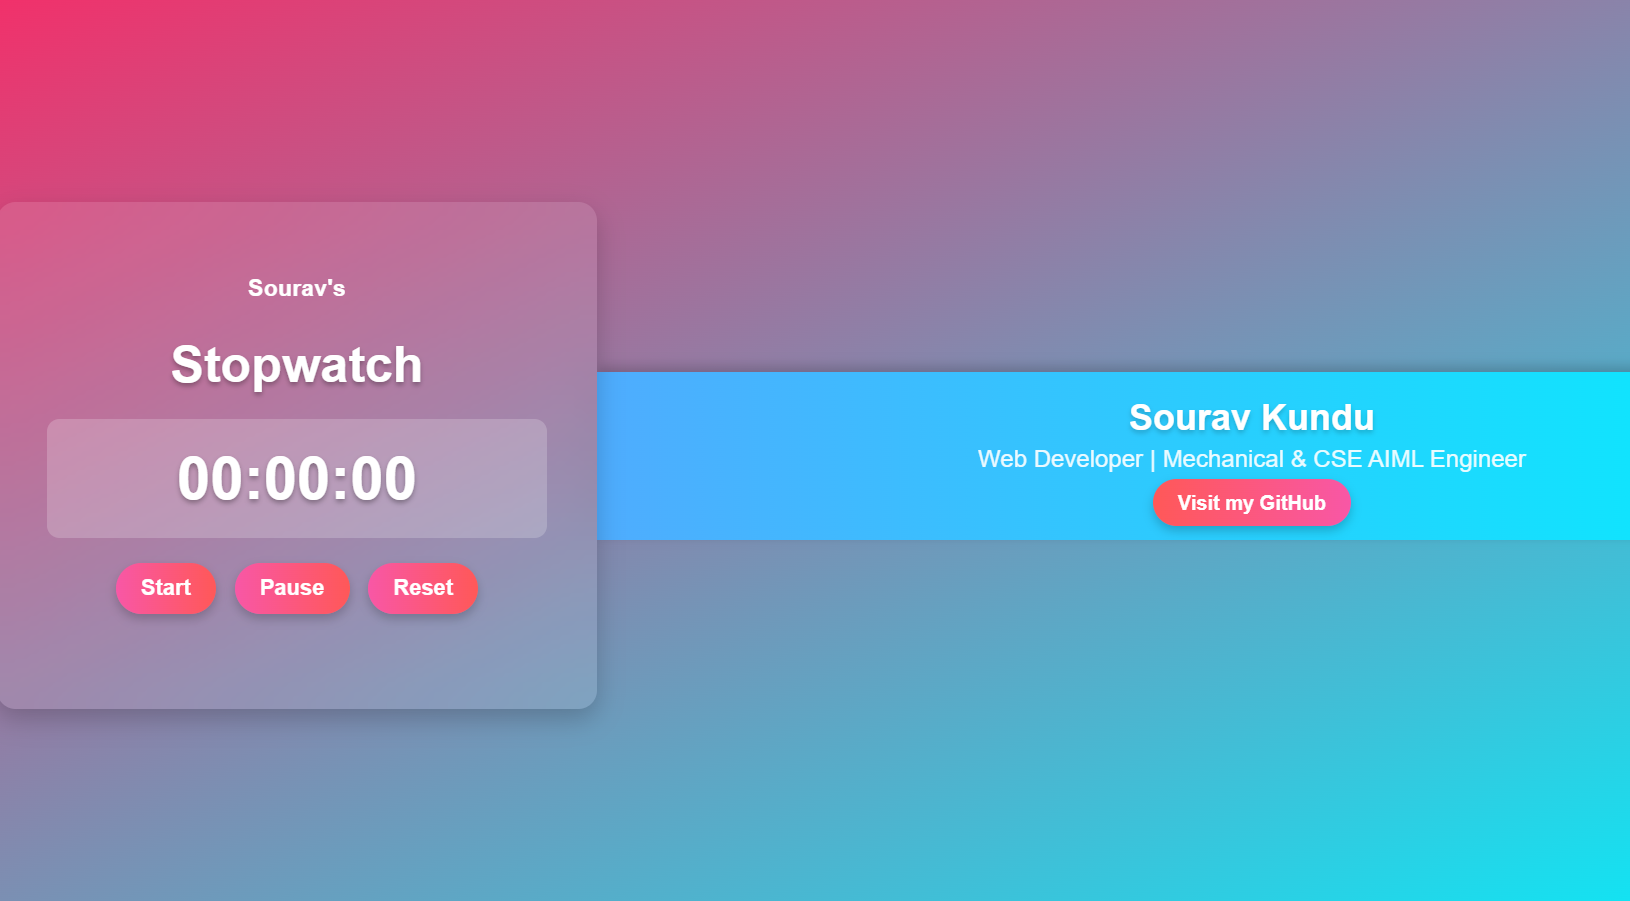 Sourav's
Stopwatch
00:00:00
Start Pause Reset
Sourav Kundu
Web Developer | Mechanical & CSE AIML Engineer
Visit my GitHub